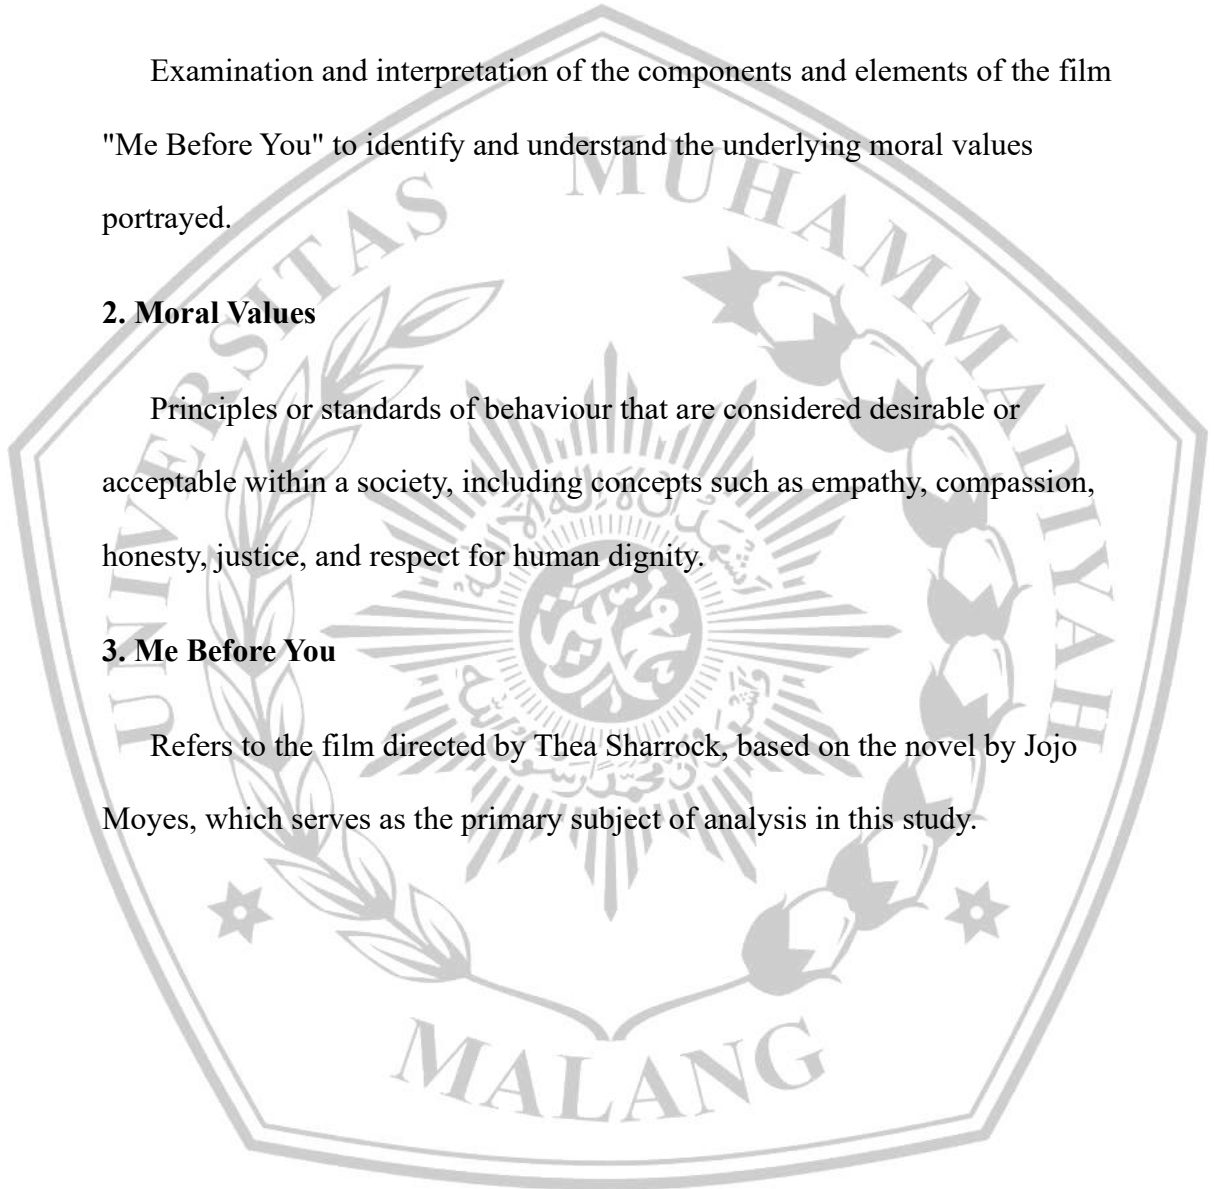 Examination and interpretation of the components and elements of the film
"Me Before You" to identify and understand the underlying moral values
portrayed.
2. Moral Values
Principles or standards of behaviour that are considered desirable or
acceptable within a society, including concepts such as empathy, compassion,
honesty, justice, and respect for human dignity.
3. Me Before You
Refers to the film directed by Thea Sharrock, based on the novel by Jojo
Moyes, which serves as the primary subject of analysis in this study.
UNIVERSITAS MUHAMMADIYAH
MALANG